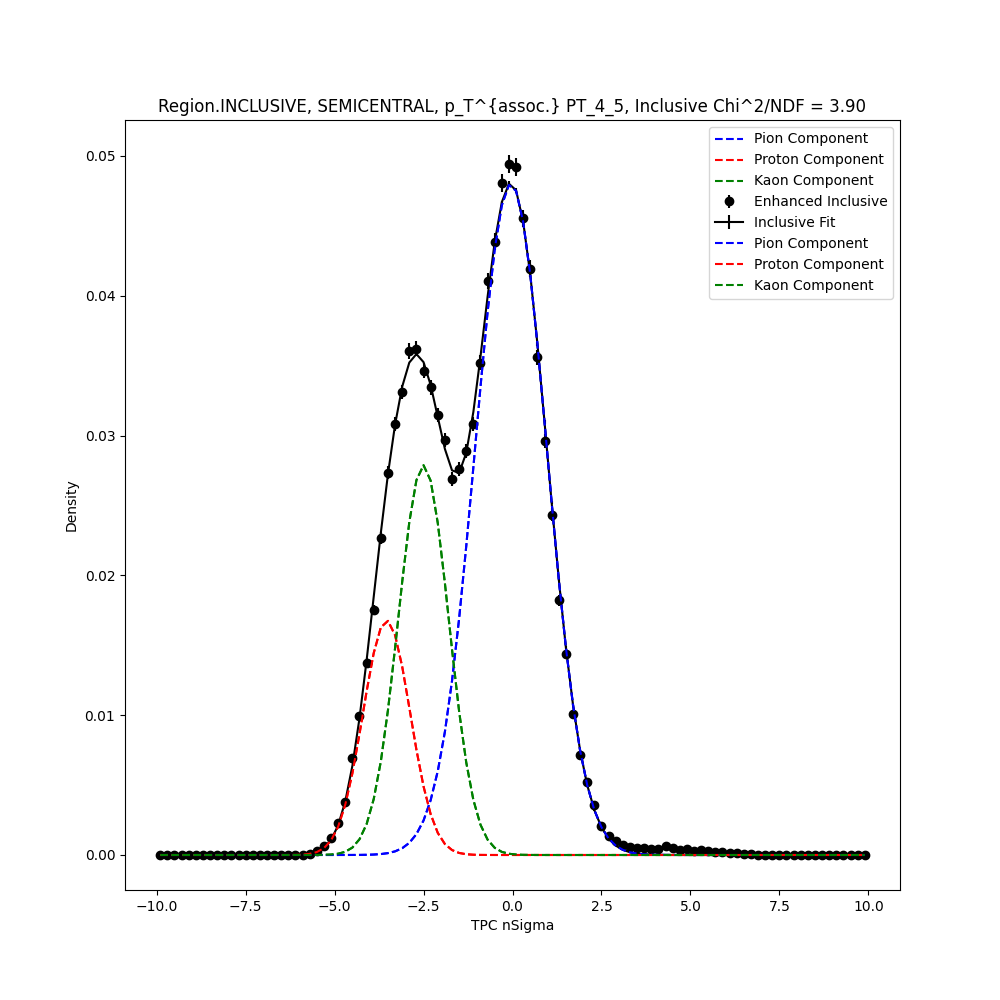 Region.INCLUSIVE, SEMICENTRAL, p_T^{assoc.} PT_4_5, Inclusive Chi^2/NDF = 3.90
Pion Component
Proton Component
Kaon Component
Enhanced Inclusive
Inclusive Fit
Pion Component
Proton Component
Kaon Component
0.05
0.04
0.03
0.02
0.01
0.00
Density
−10.0 −7.5 −5.0 −2.5 0.0 2.5 5.0 7.5 10.0
TPC nSigma